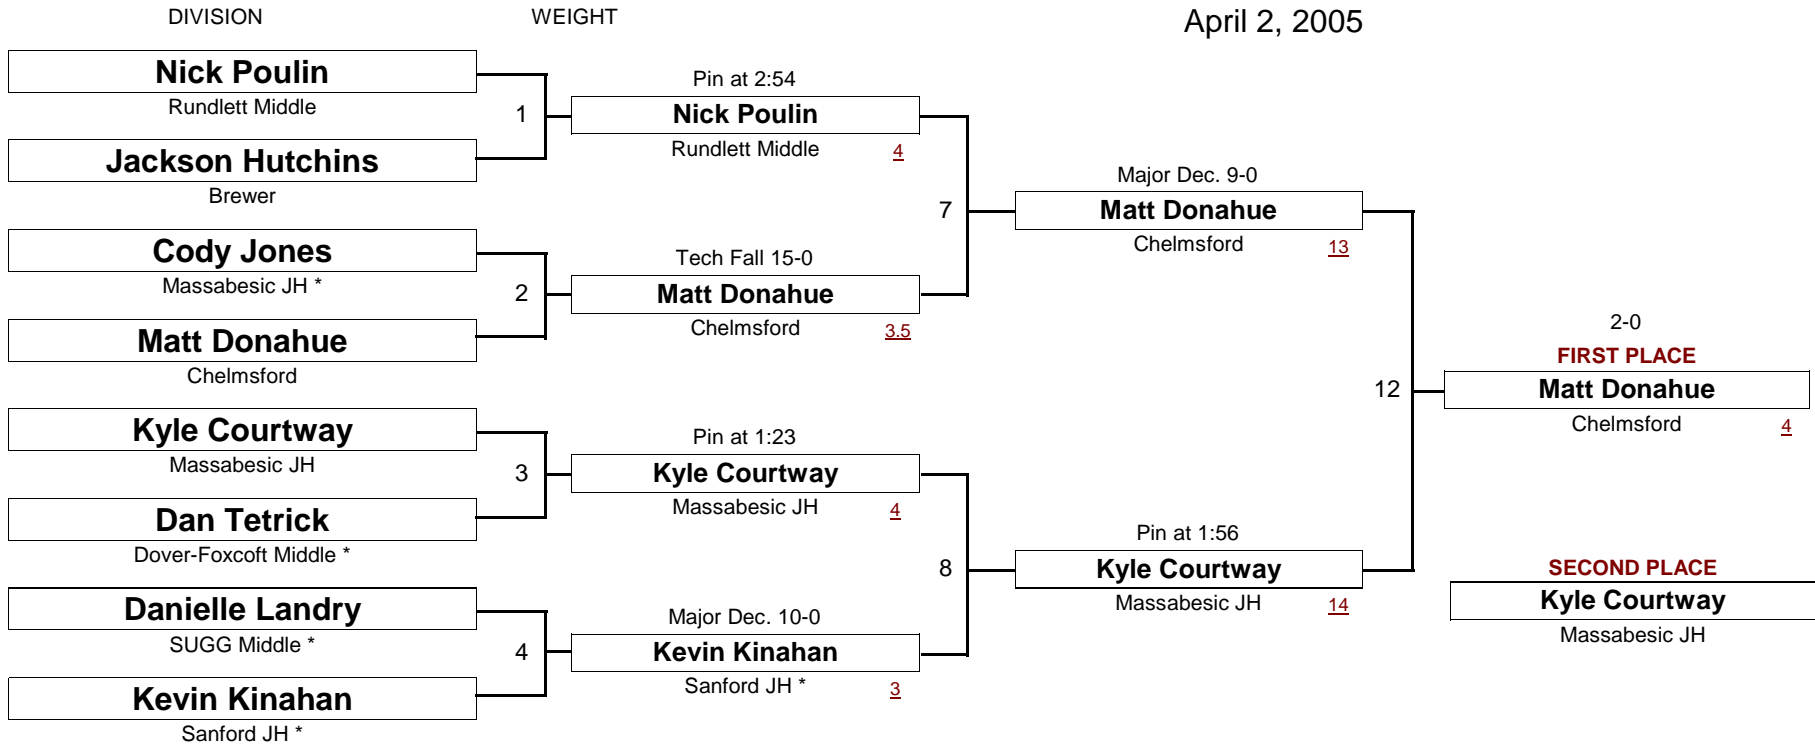 DIVISION
WEIGHT
April 2, 2005
Nick Poulin
Rundlett Middle
1
Jackson Hutchins
Brewer
Cody Jones
Massabesic JH *
2
Matt Donahue
Chelmsford
Kyle Courtway
Massabesic JH
3
Dan Tetrick
Dover-Foxcoft Middle *
Danielle Landry
SUGG Middle *
4
Kevin Kinahan
Sanford JH *
Pin at 2:54
Nick Poulin
Rundlett Middle 4
7
Tech Fall 15-0
Matt Donahue
Chelmsford 3.5
Pin at 1:23
Kyle Courtway
Massabesic JH 4
8
Major Dec. 10-0
Kevin Kinahan
Sanford JH * 3
Major Dec. 9-0
Matt Donahue
Chelmsford 13
12
Pin at 1:56
Kyle Courtway
Massabesic JH 14
2-0
FIRST PLACE
Matt Donahue
Chelmsford 4
SECOND PLACE
Kyle Courtway
Massabesic JH